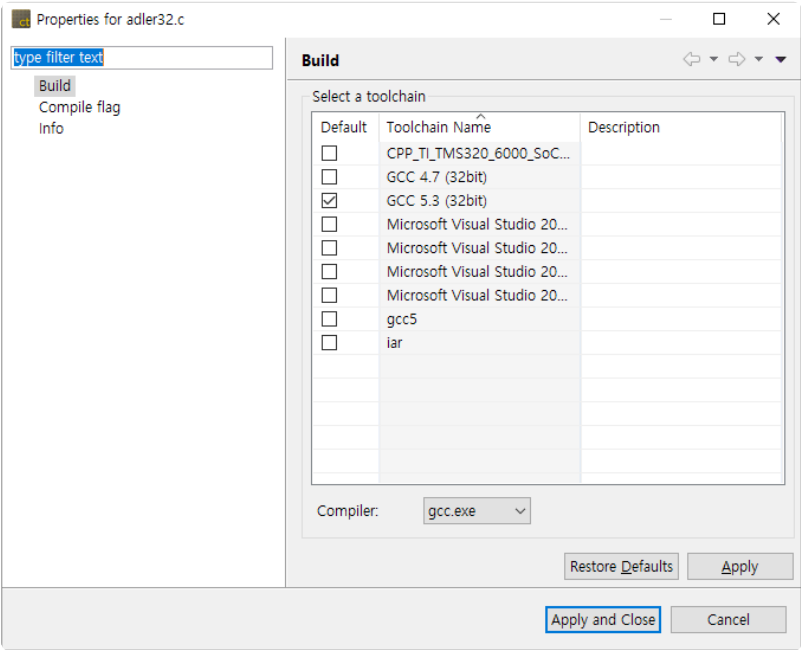 ct Properties for adler32.c
type filter text
Build
Compile flag
Info
Build
Select a toolchain
Default Toolchain Name Description
CPP_TI_TMS320_6000_SoC...
GCC 4.7 (32bit)
GCC 5.3 (32bit)
Microsoft Visual Studio 20...
Microsoft Visual Studio 20...
Microsoft Visual Studio 20...
Microsoft Visual Studio 20...
gcc5
iar
Compiler: gcc.exe
Restore Defaults Apply
Apply and Close Cancel